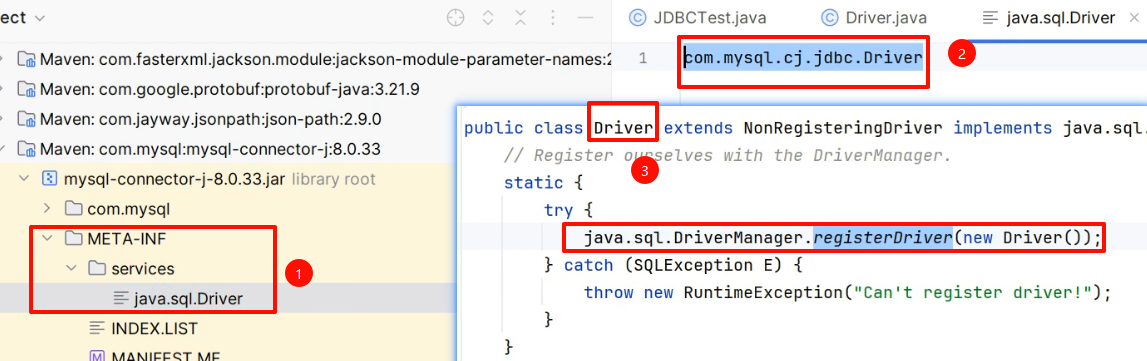 ect
JDBCTest.java
Driver.java
java.sql.Driver
Maven: com.fasterxml.jackson.module:jackson-module-parameter-names:2
Maven: com.google.protobuf:protobuf-java:3.21.9
Maven: com.jayway.jsonpath:json-path:2.9.0
Maven: com.mysql:mysql-connector-j:8.0.33
mysql-connector-j-8.0.33.jar library root
com.mysql
META-INF
services
java.sql.Driver
INDEX.LIST
MANIFEST.MF
1
1 com.mysql.cj.jdbc.Driver
2
public class Driver extends NonRegisteringDriver implements java.sql.
// Register ourselves with the DriverManager.
3
static {
try {
java.sql.DriverManager.registerDriver(new Driver());
} catch (SQLException E) {
throw new RuntimeException("Can't register driver!");
}
}